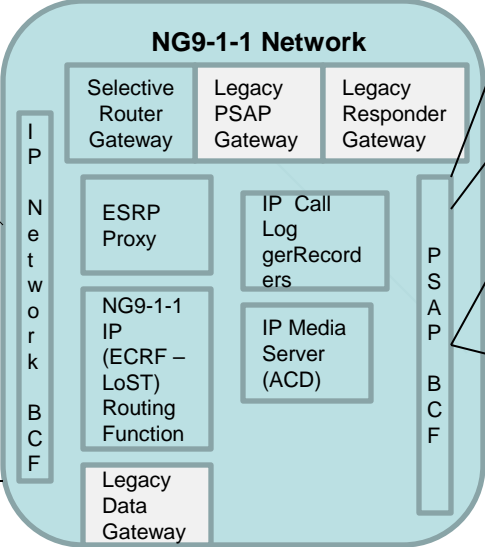 NG9-1-1 Network
Selective
Router
Gateway
Legacy
PSAP
Gateway
Legacy
Responder
Gateway
I
P
N
e
t
w
o
r
k
B
C
F
ESRP
Proxy
IP Call
Log
gerRecord
ers
NG9-1-1
IP
(ECRF –
LoST)
Routing
Function
IP Media
Server
(ACD)
Legacy
Data
Gateway
P
S
A
P
B
C
F